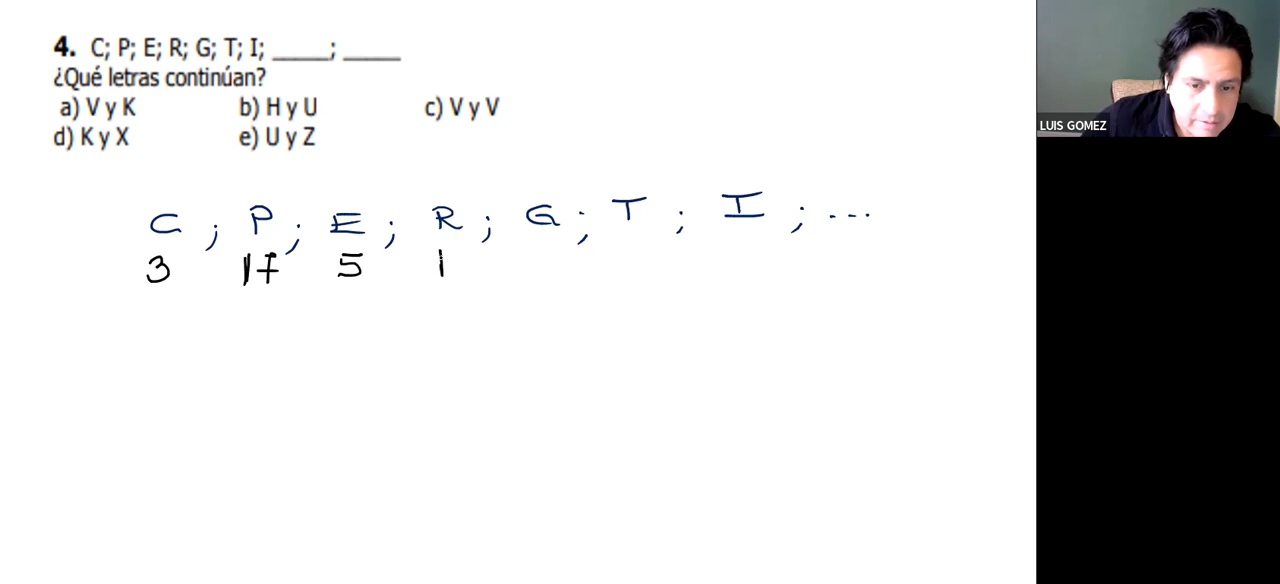 4. C; P; E; R; G; T; I; _____; _____
¿Qué letras continúan?
a) V y K b) H y U c) V y V
d) K y X e) U y Z
C ; P ; E ; R ; G ; T ; I ; ...
3 17 5 1
LUIS GOMEZ